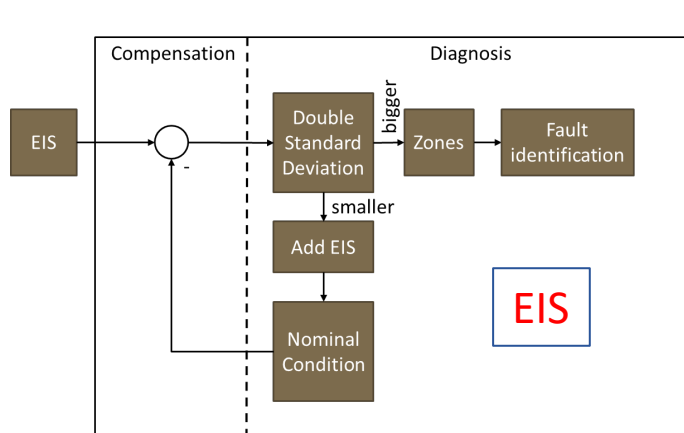 Compensation
Diagnosis
EIS
-
Double
Standard
Deviation
bigger
Zones
Fault
identification
smaller
Add EIS
Nominal
Condition
EIS